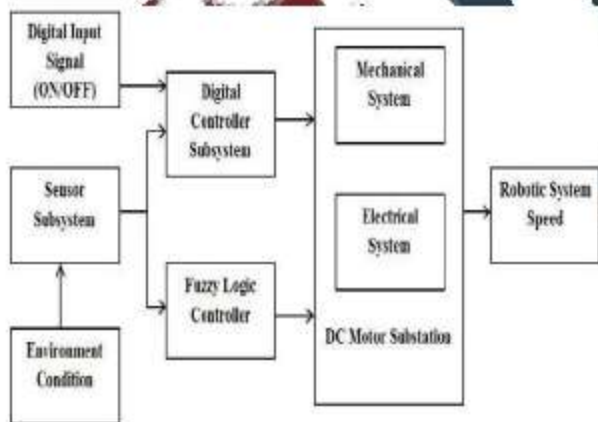 Digital Input
Signal
(ON/OFF)
Digital
Controller
Subsystem
Mechanical
System
Sensor
Subsystem
Electrical
System
Robotic System
Speed
Fuzzy Logic
Controller
DC Motor Substation
Environment
Condition